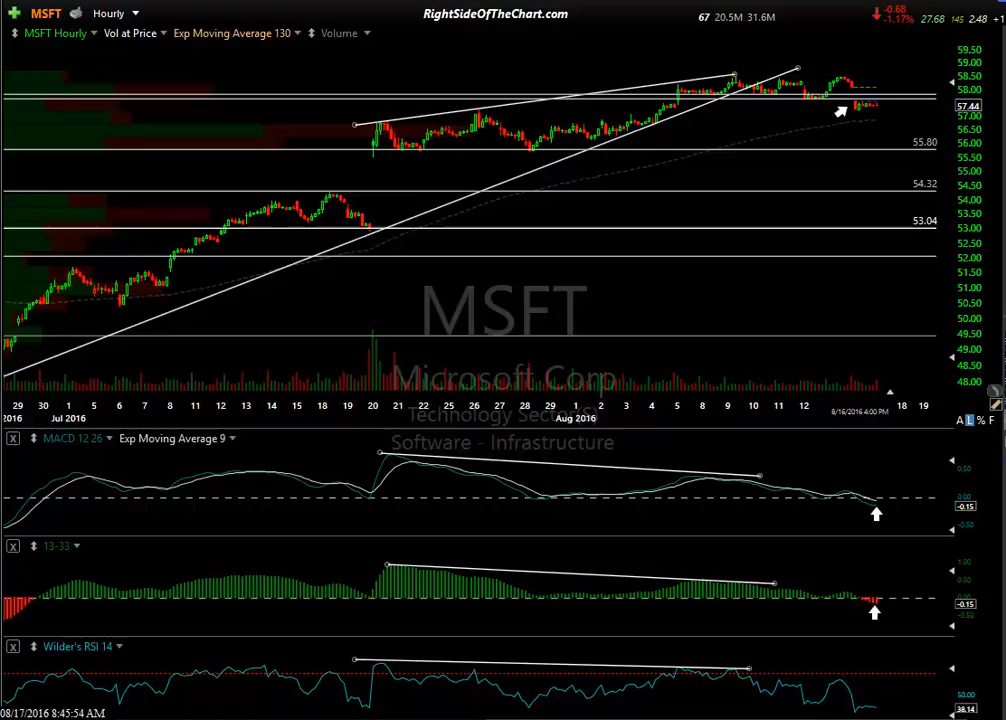 MSFT Hourly RightSideOfTheChart.com 67 20.5M 31.6M -0.68 -1.17% 27.68 145 2.48 +1
MSFT Hourly Vol at Price Exp Moving Average 130 Volume
59.50
59.00
58.50
58.00
57.44
57.00
56.50
55.80 56.00
55.50
55.00
54.32 54.50
54.00
53.50
53.04 53.00
52.50
52.00
51.50
51.00
50.50
50.00
49.50
49.00
48.50
48.00
MSFT
Microsoft Corp
Technology Sector(S)
Software - Infrastructure
29 30 5 6 7 8 11 12 13 14 15 18 19 20 21 22 25 26 27 28 29 2 3 4 5 8 9 10 11 12 8/16/2016 4:00 PM 18 19
2016 Jul 2016 Aug 2016
A L % F
X MACD 12 26 Exp Moving Average 9
0.50
0.00
-0.15
-0.50
X 13-33
1.00
0.50
0.00
-0.15
-0.50
X Wilder's RSI 14
50.00
38.14
08/17/2016 8:45:54 AM